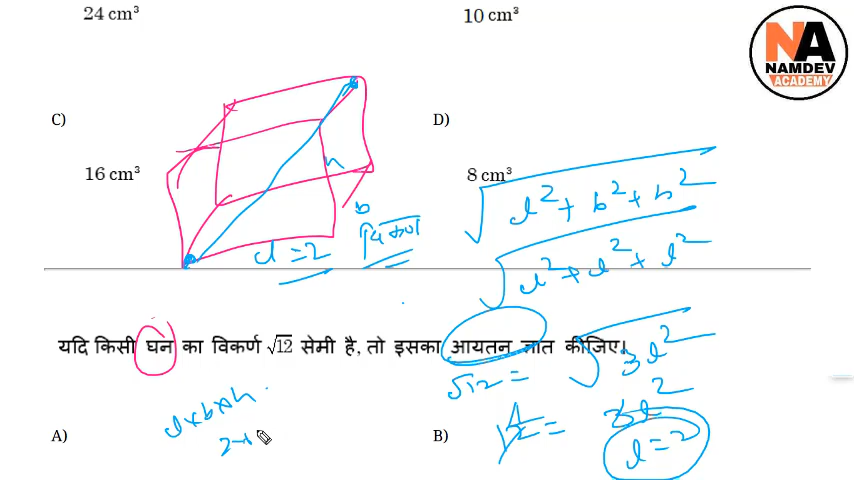 24 cm³
10 cm³
NA
NAMDEV
ACADEMY
C)
D)
16 cm³
8 cm³
h
b
l = 2
विकर्ण
√l² + b² + h²
√l² + l² + l²
यदि किसी घन का विकर्ण √12 सेमी है, तो इसका आयतन ज्ञात कीजिए।
√12 = √3l²
l×b×h
12 = 3l²
2×
l = 2
A)
B)